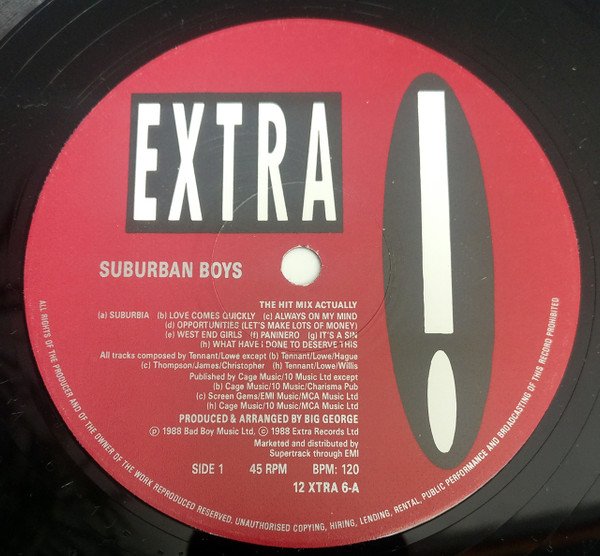 EXTRA
!
SUBURBAN BOYS
THE HIT MIX ACTUALLY
(a) SUBURBIA (b) LOVE COMES QUICKLY (c) ALWAYS ON MY MIND
(d) OPPORTUNITIES (LET'S MAKE LOTS OF MONEY)
(e) WEST END GIRLS (f) PANINERO (g) IT'S A SIN
(h) WHAT HAVE I DONE TO DESERVE THIS
All tracks composed by Tennant/Lowe except (b) Tennant/Lowe/Hague
(c) Thompson/James/Christopher (h) Tennant/Lowe/Willis
Published by Cage Music/10 Music Ltd except
(b) Cage Music/10 Music/Charisma Pub
(c) Screen Gems/EMI Music/MCA Music Ltd
(h) Cage Music/10 Music/MCA Music Ltd
PRODUCED & ARRANGED BY BIG GEORGE
℗ 1988 Bad Boy Music Ltd. © 1988 Extra Records Ltd
Marketed and distributed by
Supertrack through EMI
SIDE 1 45 RPM BPM: 120
12 XTRA 6-A
ALL RIGHTS OF THE PRODUCER AND OF THE OWNER OF THE WORK REPRODUCED RESERVED. UNAUTHORISED COPYING, HIRING, LENDING, RENTAL, PUBLIC PERFORMANCE AND BROADCASTING OF THIS RECORD PROHIBITED